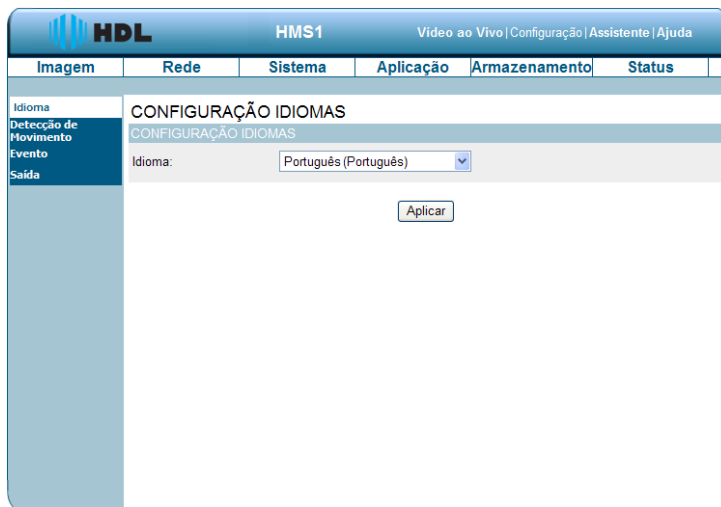 HDL
HMS1
Vídeo ao Vivo | Configuração | Assistente | Ajuda
Imagem Rede Sistema Aplicação Armazenamento Status
Idioma
Detecção de
Movimento
Evento
Saída
CONFIGURAÇÃO IDIOMAS
CONFIGURAÇÃO IDIOMAS
Idioma: Português (Português)
Aplicar